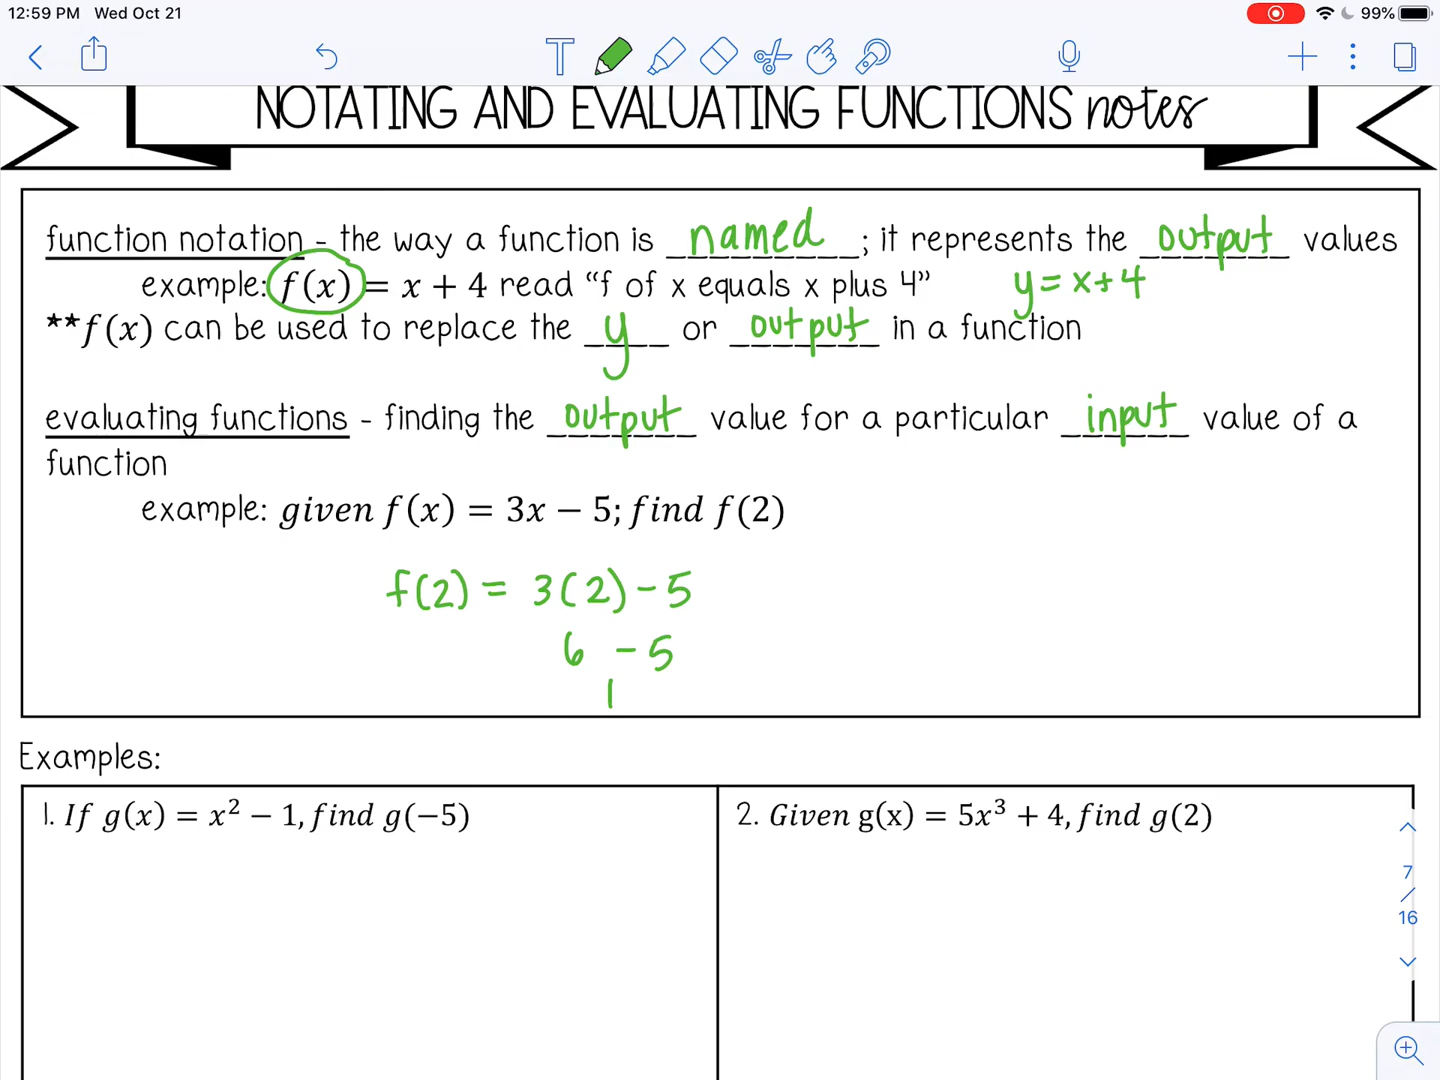 12:59 PM Wed Oct 21 99%
T
NOTATING AND EVALUATING FUNCTIONS notes
function notation - the way a function is named; it represents the output values
example: f(x) = x + 4 read “f of x equals x plus 4” y = x + 4
**f(x) can be used to replace the y or output in a function
evaluating functions - finding the output value for a particular input value of a
function
example: given f(x) = 3x − 5; find f(2)
f(2) = 3(2) - 5
6 - 5
1
Examples:
1. If g(x) = x² − 1, find g(−5)
2. Given g(x) = 5x³ + 4, find g(2)
7
/
16